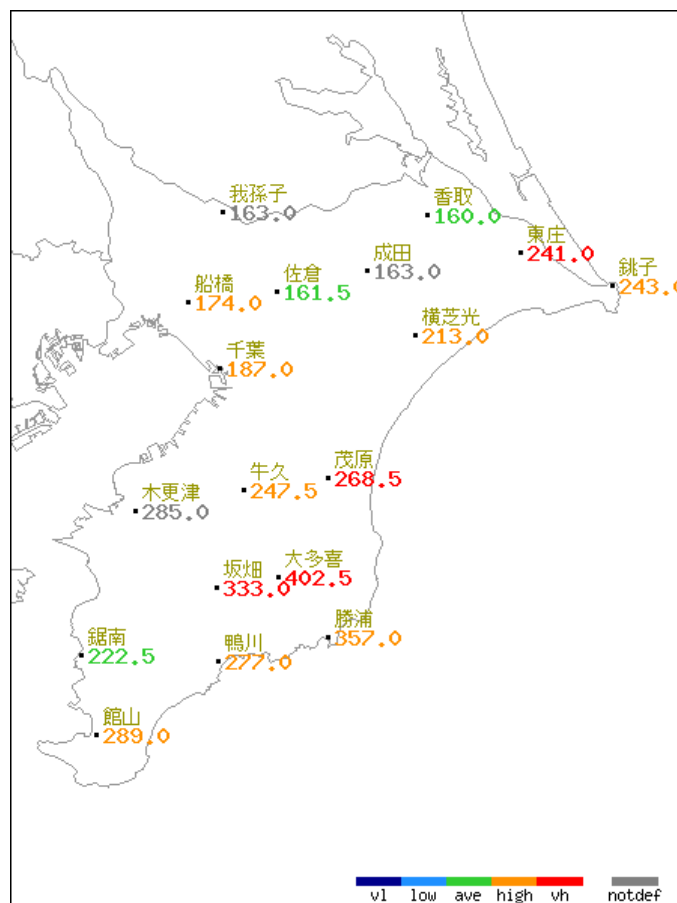 我孫子
163.0
香取
160.0
東庄
241.0
銚子
243.0
成田
163.0
佐倉
161.5
船橋
174.0
横芝光
213.0
千葉
187.0
茂原
268.5
牛久
247.5
木更津
285.0
大多喜
402.5
坂畑
333.0
勝浦
357.0
鋸南
222.5
鴨川
277.0
館山
289.0
vl low ave high vh notdef